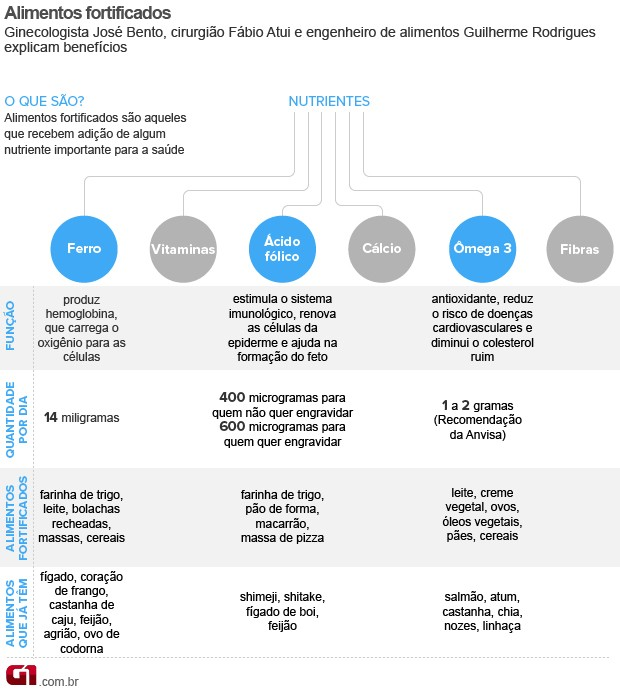 Alimentos fortificados
Ginecologista José Bento, cirurgião Fábio Atui e engenheiro de alimentos Guilherme Rodrigues
explicam benefícios
O QUE SÃO?
Alimentos fortificados são aqueles
que recebem adição de algum
nutriente importante para a saúde
NUTRIENTES
Ferro
Vitaminas
Ácido
fólico
Cálcio
Ômega 3
Fibras
FUNÇÃO
produz
hemoglobina,
que carrega o
oxigênio para as
células
estimula o sistema
imunológico, renova
as células da
epiderme e ajuda na
formação do feto
antioxidante, reduz
o risco de doenças
cardiovasculares e
diminui o colesterol
ruim
QUANTIDADE
POR DIA
14 miligramas
400 microgramas para
quem não quer engravidar
600 microgramas para
quem quer engravidar
1 a 2 gramas
(Recomendação
da Anvisa)
ALIMENTOS
FORTIFICADOS
farinha de trigo,
leite, bolachas
recheadas,
massas, cereais
farinha de trigo,
pão de forma,
macarrão,
massa de pizza
leite, creme
vegetal, ovos,
óleos vegetais,
pães, cereais
ALIMENTOS
QUE JÁ TÊM
fígado, coração
de frango,
castanha de
caju, feijão,
agrião, ovo de
codorna
shimeji, shitake,
fígado de boi,
feijão
salmão, atum,
castanha, chia,
nozes, linhaça
G1.com.br